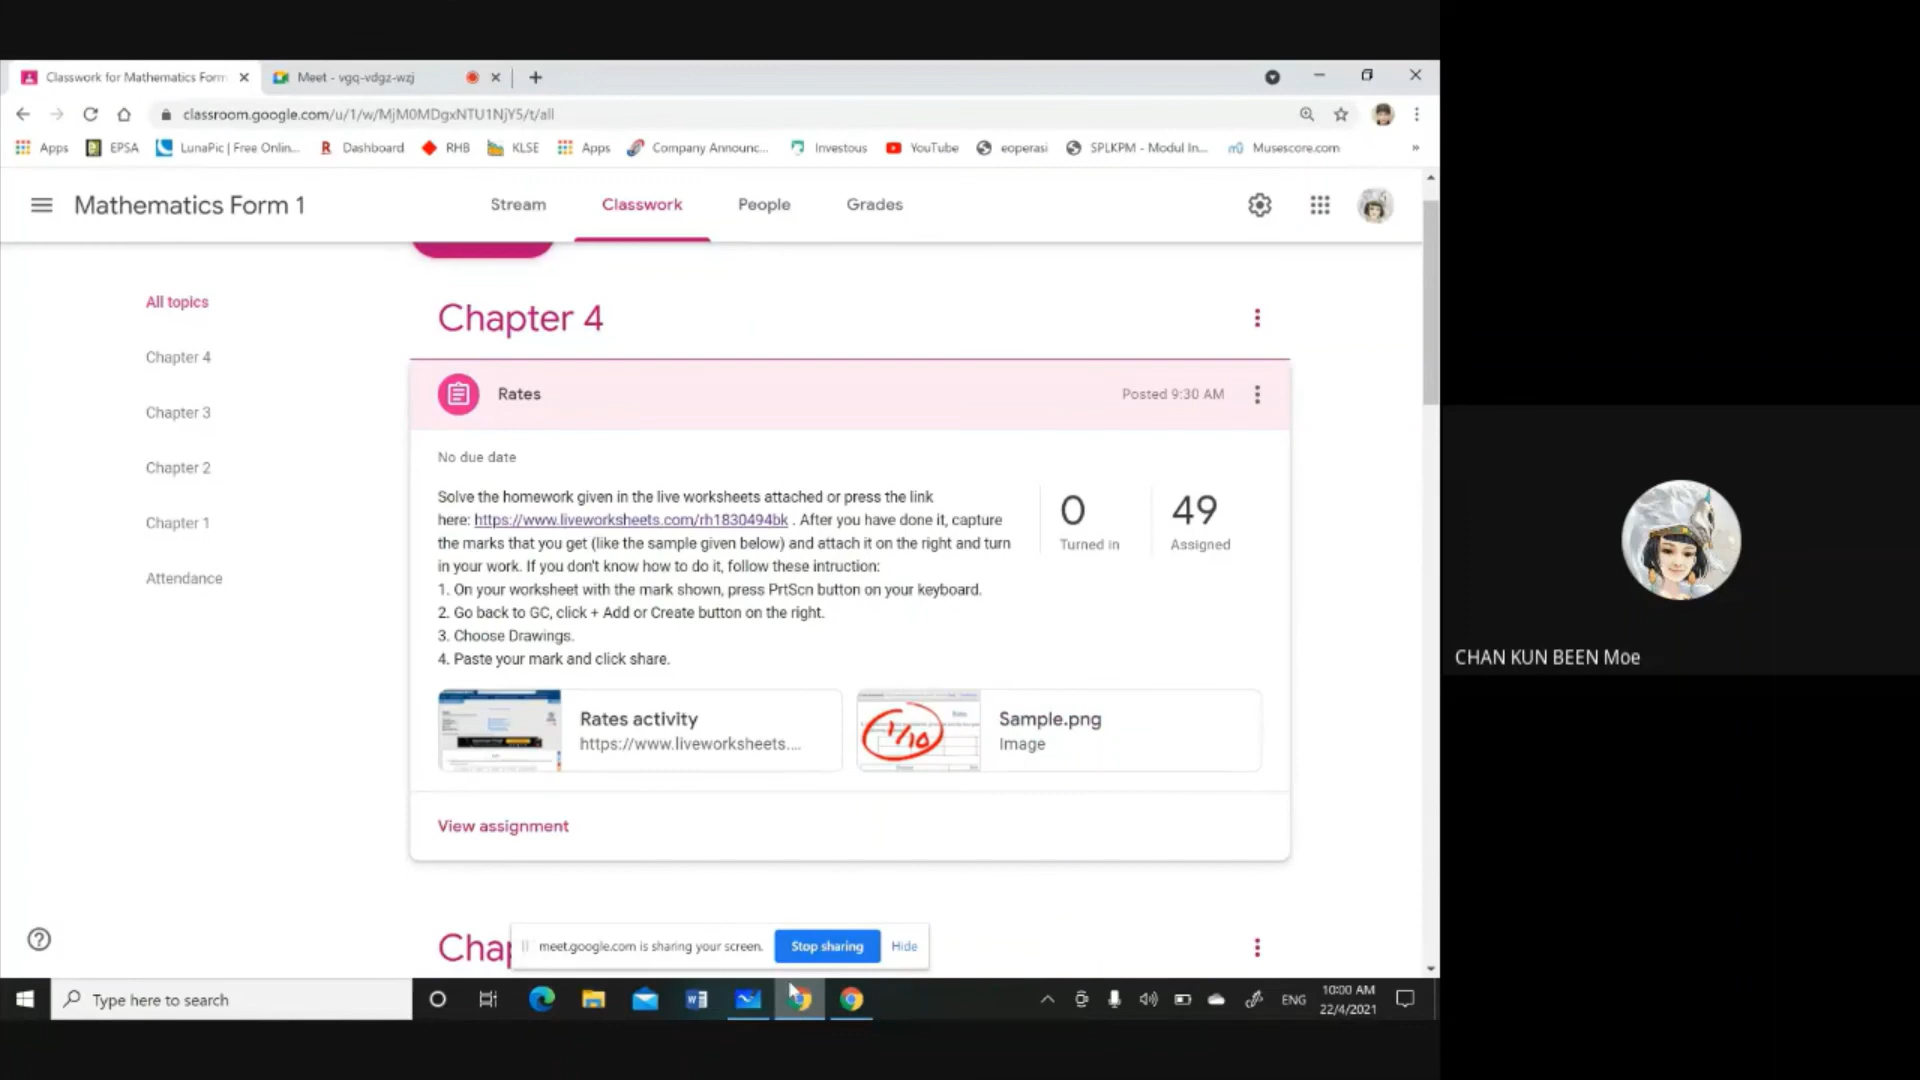 Classwork for Mathematics Form
Meet - vgq-vdgz-wzj
classroom.google.com/u/1/w/MjM0MDgxNTU1NjY5/t/all
Apps EPSA LunaPic | Free Onlin... Dashboard RHB KLSE Apps Company Announc... Investous YouTube eoperasi SPLKPM - Modul In... Musescore.com »
Mathematics Form 1 Stream Classwork People Grades
All topics
Chapter 4
Chapter 3
Chapter 2
Chapter 1
Attendance
Chapter 4
Rates Posted 9:30 AM
No due date
Solve the homework given in the live worksheets attached or press the link
here: https://www.liveworksheets.com/rh1830494bk . After you have done it, capture
the marks that you get (like the sample given below) and attach it on the right and turn
in your work. If you don't know how to do it, follow these intruction:
1. On your worksheet with the mark shown, press PrtScn button on your keyboard.
2. Go back to GC, click + Add or Create button on the right.
3. Choose Drawings.
4. Paste your mark and click share.
0
Turned in
49
Assigned
Rates activity
https://www.liveworksheets....
1/10
Sample.png
Image
View assignment
Chap
meet.google.com is sharing your screen. Stop sharing Hide
Type here to search
ENG
10:00 AM
22/4/2021
CHAN KUN BEEN Moe